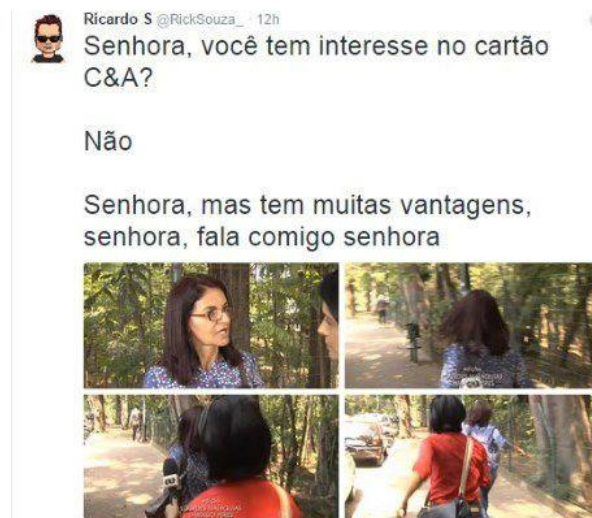 Ricardo S @RickSouza_ · 12h
Senhora, você tem interesse no cartão
C&A?
Não
Senhora, mas tem muitas vantagens,
senhora, fala comigo senhora